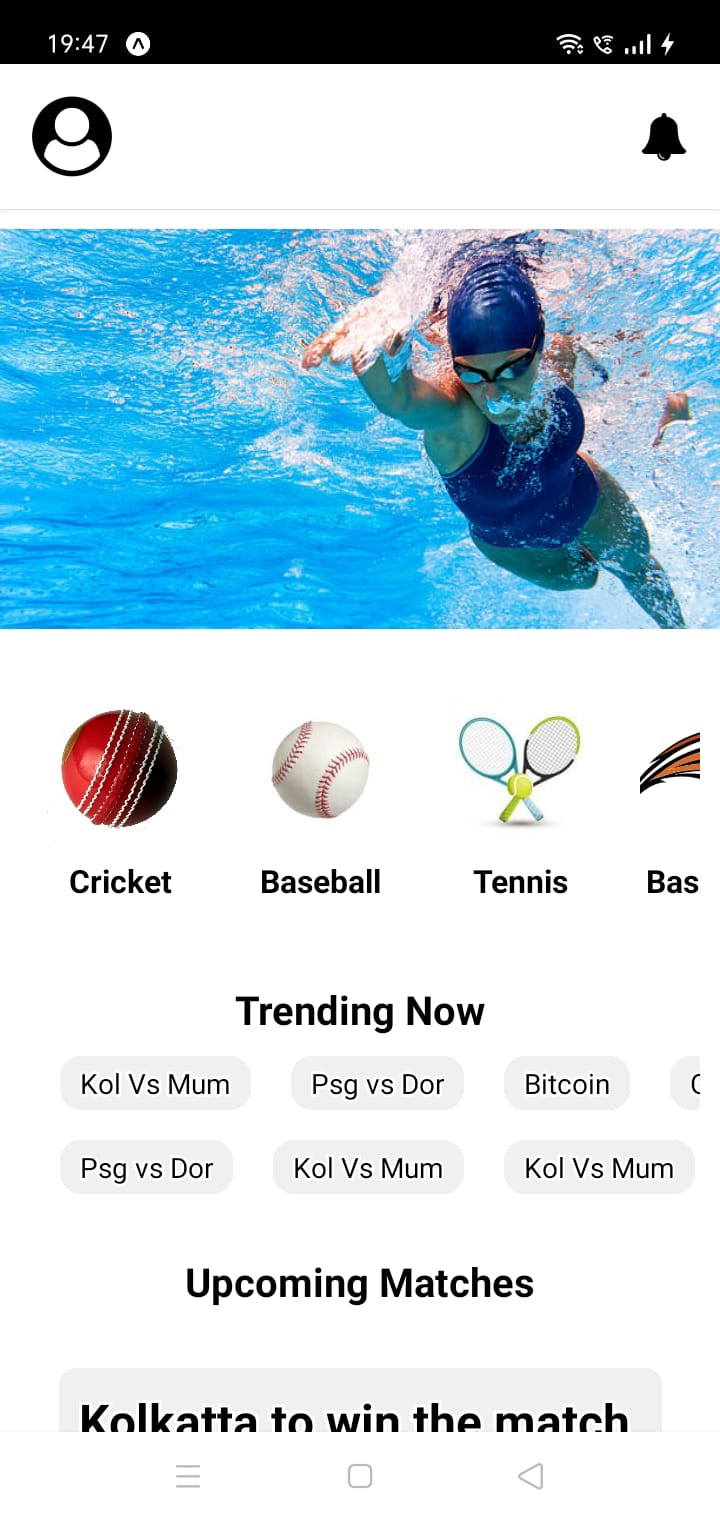 19:47
Cricket Baseball Tennis Bas
Trending Now
Kol Vs Mum Psg vs Dor Bitcoin
Psg vs Dor Kol Vs Mum Kol Vs Mum
Upcoming Matches
Kolkatta to win the match